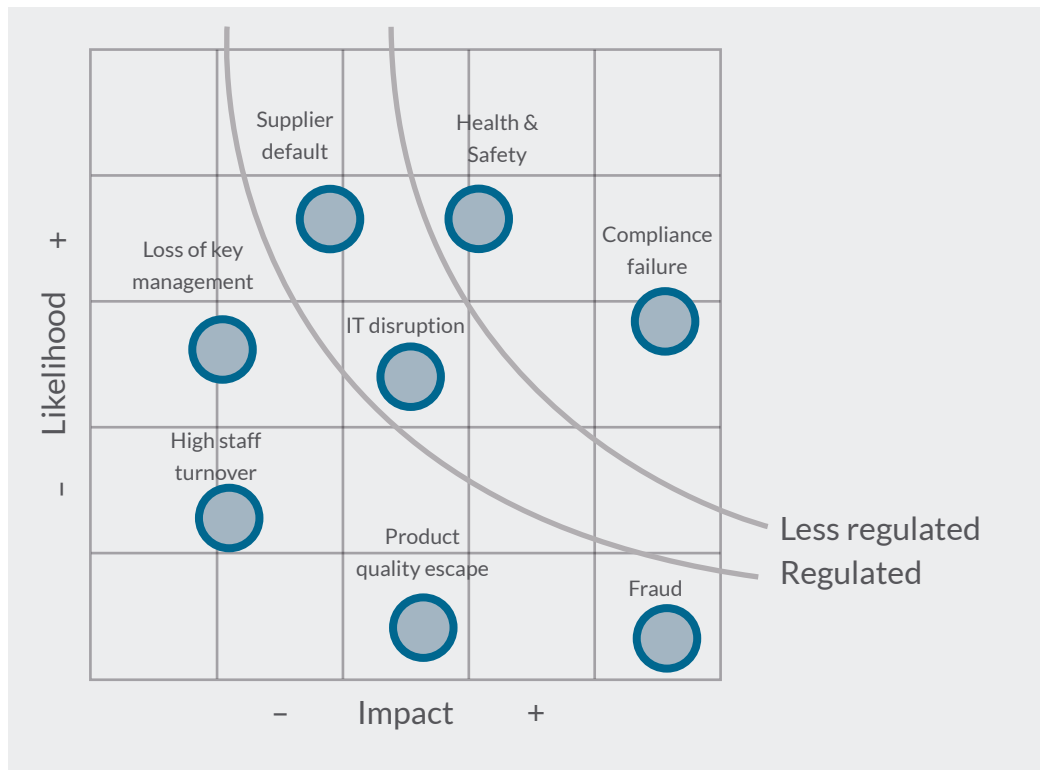 Supplier
default
Health &
Safety
Loss of key
management
Compliance
failure
IT disruption
High staff
turnover
Product
quality escape
Fraud
Less regulated
Regulated
- Likelihood +
- Impact +